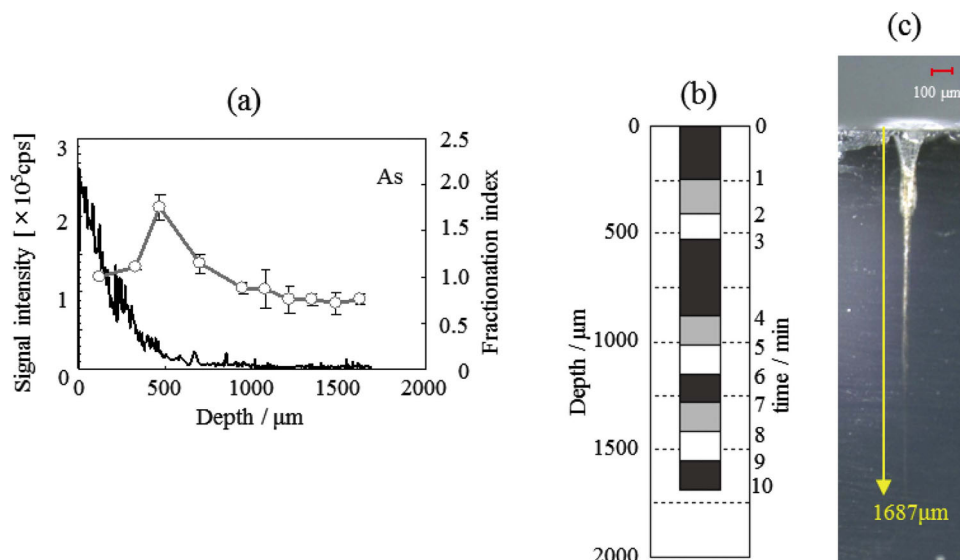 (a)
Signal intensity [×10⁵cps]
3
2
1
0
2.5
2.0
1.5
1.0
0.5
0
Fractionation index
As
0
500
1000
1500
2000
Depth / μm
(b)
Depth / μm
0
500
1000
1500
2000
0
1
2
3
4
5
6
7
8
9
10
time / min
(c)
100 μm
1687μm